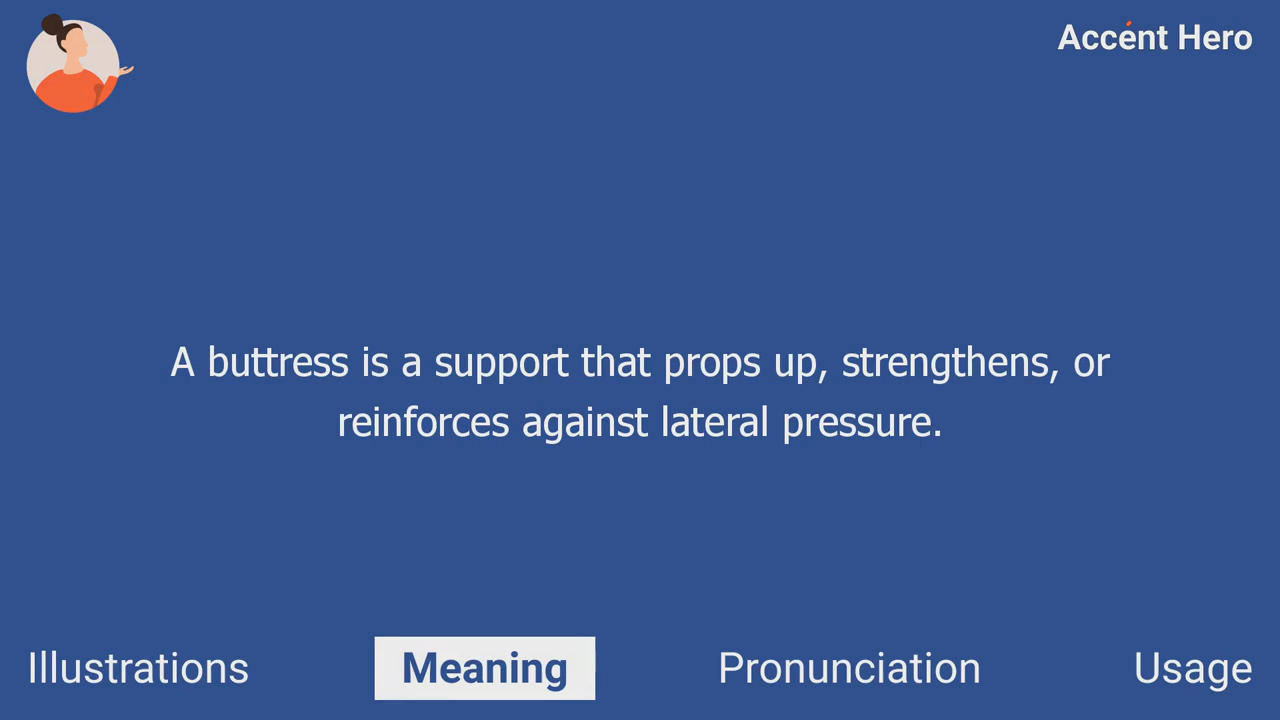 Accent Hero
A buttress is a support that props up, strengthens, or
reinforces against lateral pressure.
Illustrations Meaning Pronunciation Usage